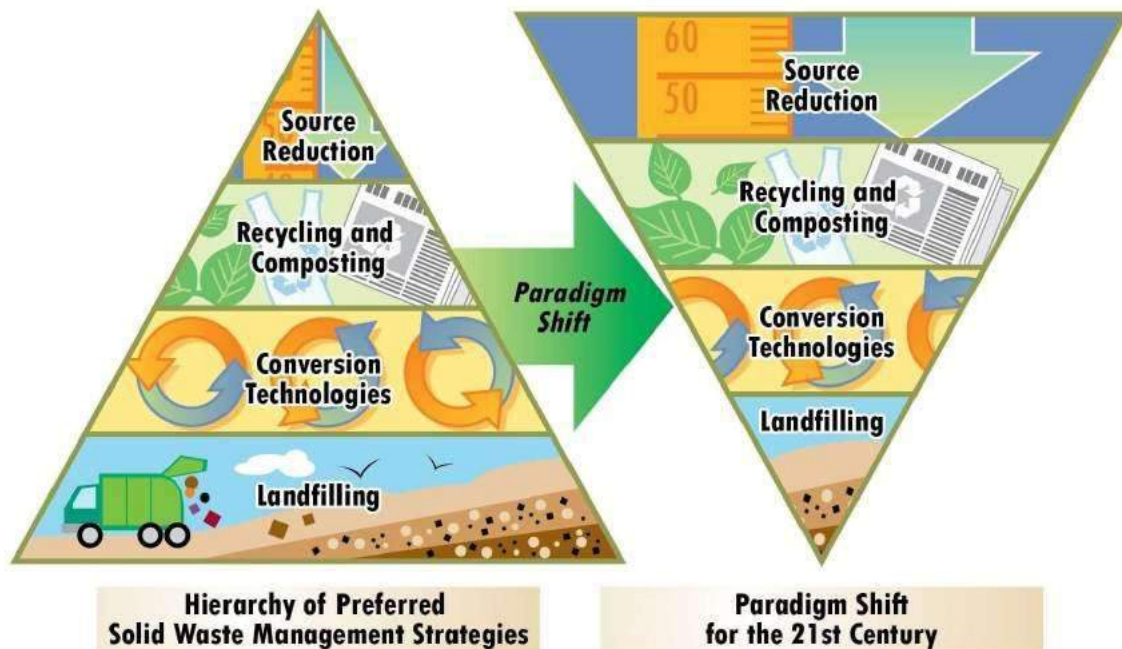 Source
Reduction
Recycling and
Composting
Conversion
Technologies
Landfilling
Paradigm
Shift
60
50
Source
Reduction
Recycling and
Composting
Conversion
Technologies
Landfilling
Hierarchy of Preferred
Solid Waste Management Strategies
Paradigm Shift
for the 21st Century